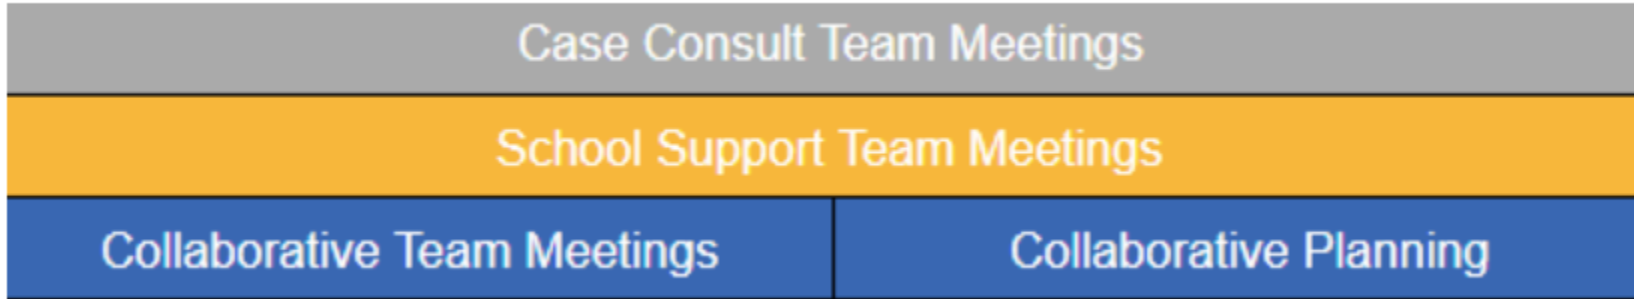 Case Consult Team Meetings
School Support Team Meetings
Collaborative Team Meetings
Collaborative Planning